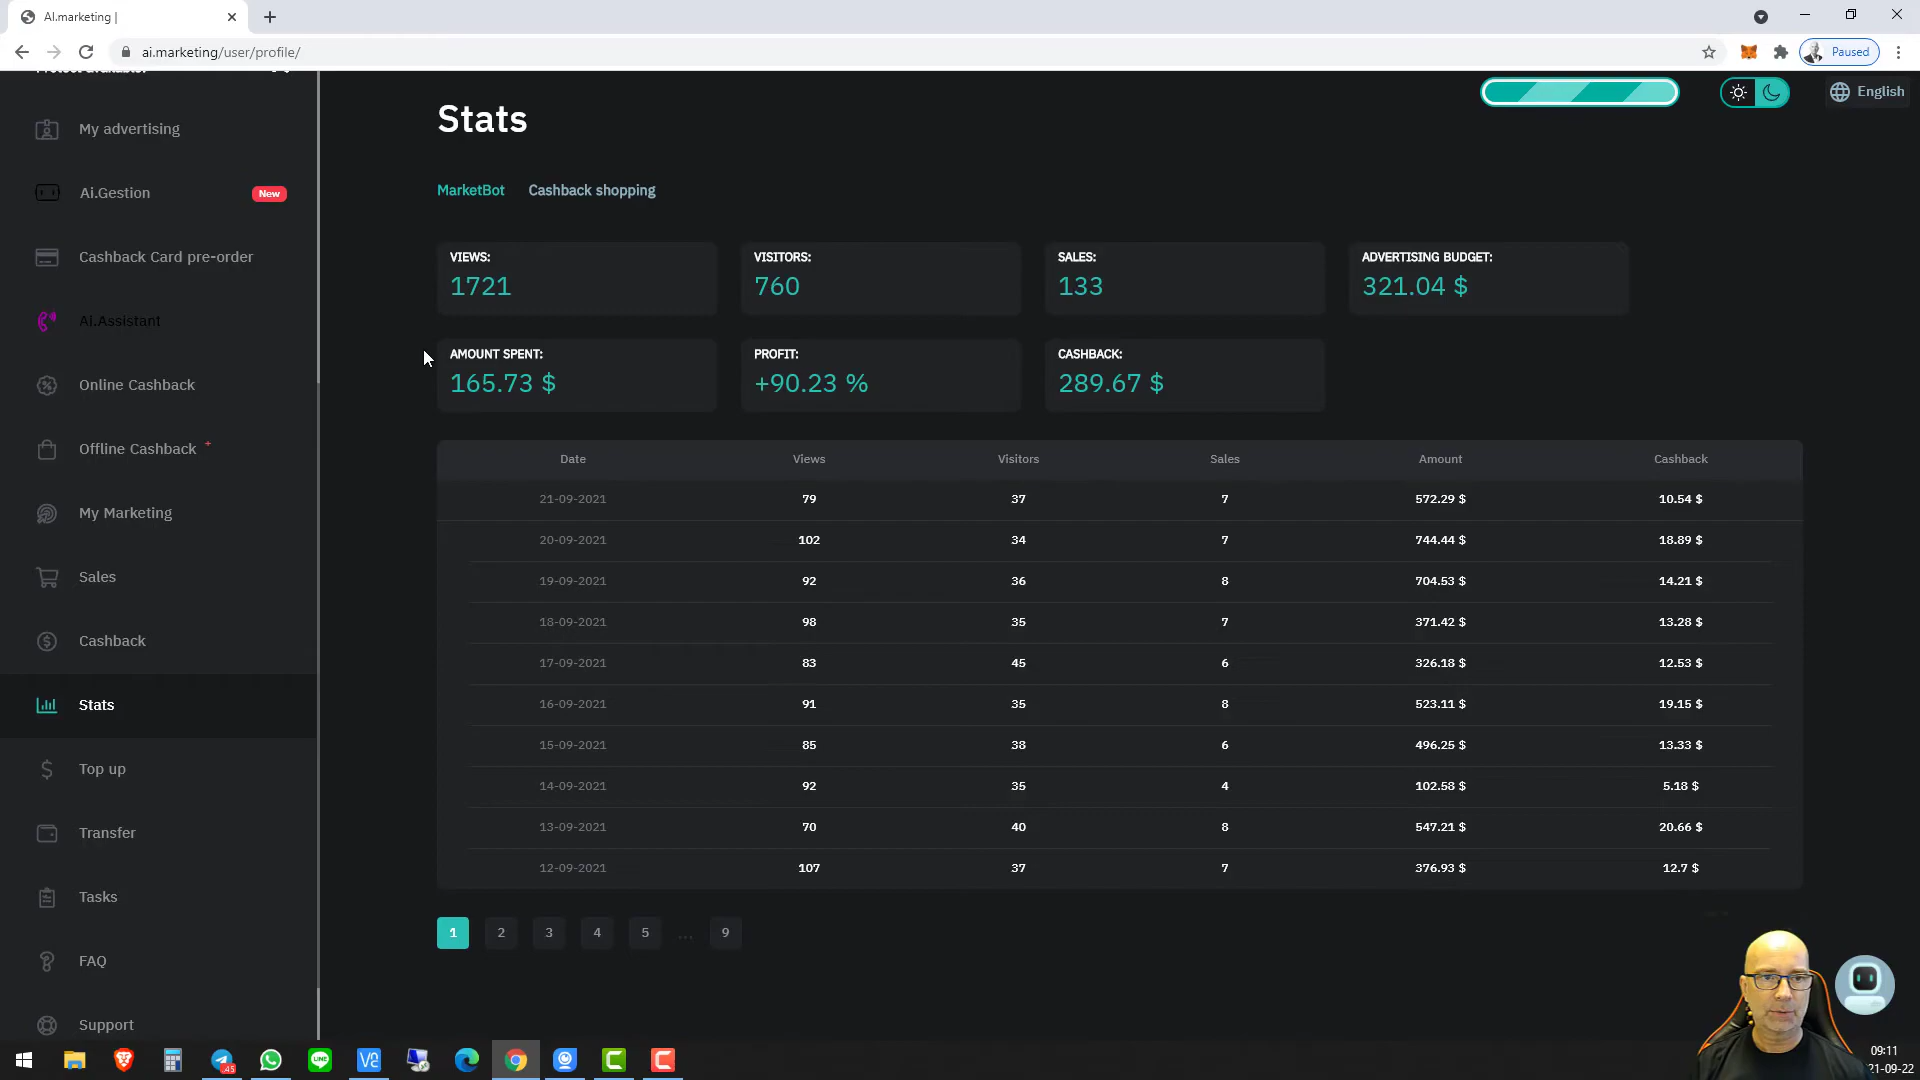 AI.marketing |
ai.marketing/user/profile/
Paused
My advertising
Ai.Gestion
New
Cashback Card pre-order
Ai.Assistant
Online Cashback
Offline Cashback +
My Marketing
Sales
Cashback
Stats
Top up
Transfer
Tasks
FAQ
Support
Stats
English
MarketBot Cashback shopping
VIEWS:
1721
VISITORS:
760
SALES:
133
ADVERTISING BUDGET:
321.04 $
AMOUNT SPENT:
165.73 $
PROFIT:
+90.23 %
CASHBACK:
289.67 $
Date Views Visitors Sales Amount Cashback
21-09-2021 79 37 7 572.29 $ 10.54 $
20-09-2021 102 34 7 744.44 $ 18.89 $
19-09-2021 92 36 8 704.53 $ 14.21 $
18-09-2021 98 35 7 371.42 $ 13.28 $
17-09-2021 83 45 6 326.18 $ 12.53 $
16-09-2021 91 35 8 523.11 $ 19.15 $
15-09-2021 85 38 6 496.25 $ 13.33 $
14-09-2021 92 35 4 102.58 $ 5.18 $
13-09-2021 70 40 8 547.21 $ 20.66 $
12-09-2021 107 37 7 376.93 $ 12.7 $
1 2 3 4 5 ... 9
45
LINE
09:11
21-09-22